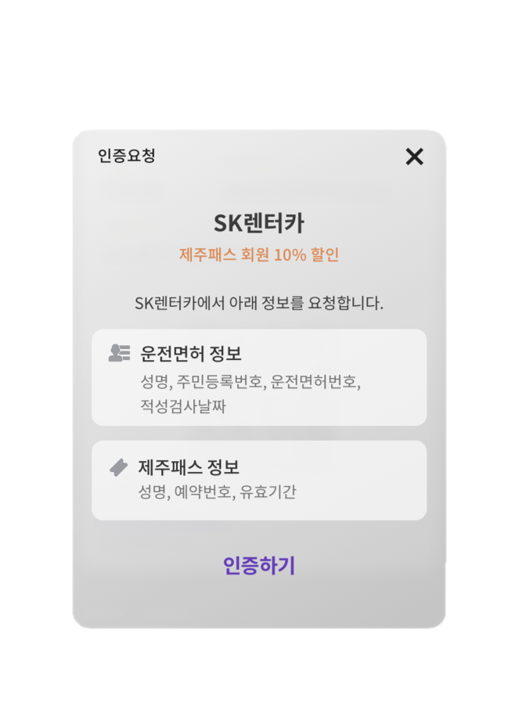 인증요청
SK렌터카
제주패스 회원 10% 할인
SK렌터카에서 아래 정보를 요청합니다.
운전면허 정보
성명, 주민등록번호, 운전면허번호,
적성검사날짜
제주패스 정보
성명, 예약번호, 유효기간
인증하기